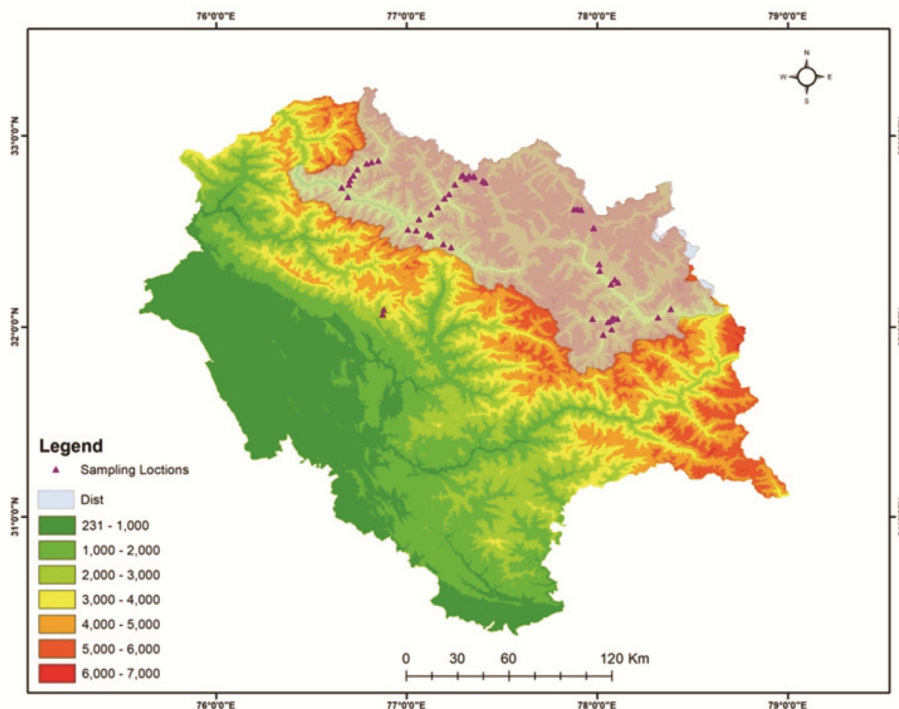 76°0'0"E 77°0'0"E 78°0'0"E 79°0'0"E
N
W E
S
33°0'0"N
32°0'0"N
31°0'0"N
Legend
Sampling Loctions
Dist
231 - 1,000
1,000 - 2,000
2,000 - 3,000
3,000 - 4,000
4,000 - 5,000
5,000 - 6,000
6,000 - 7,000
0 30 60 120 Km
76°0'0"E 77°0'0"E 78°0'0"E 79°0'0"E